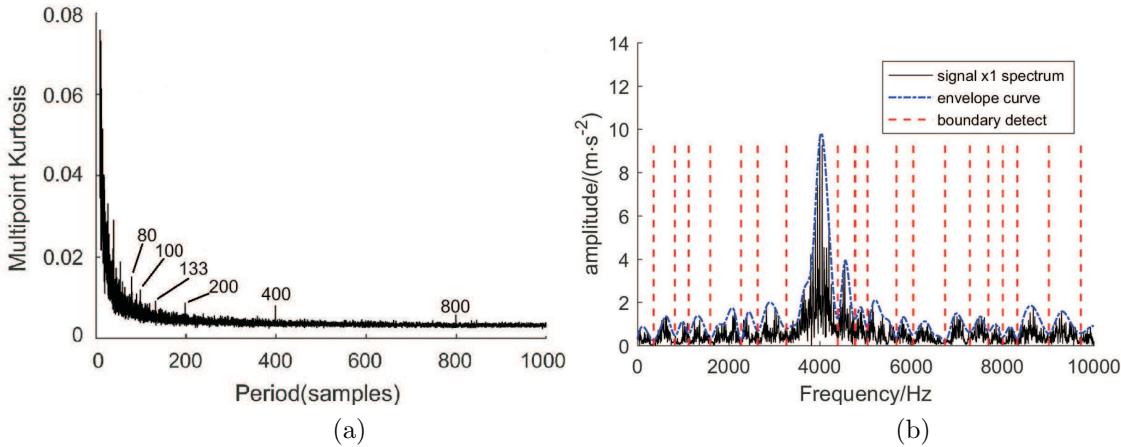 0.08
0.06
0.04
0.02
0
Multipoint Kurtosis
80
100
133
200
400
800
0 200 400 600 800 1000
Period(samples)
(a)
14
12
10
8
6
4
2
0
amplitude/(m·s-2)
signal x1 spectrum
envelope curve
boundary detect
0 2000 4000 6000 8000 10000
Frequency/Hz
(b)